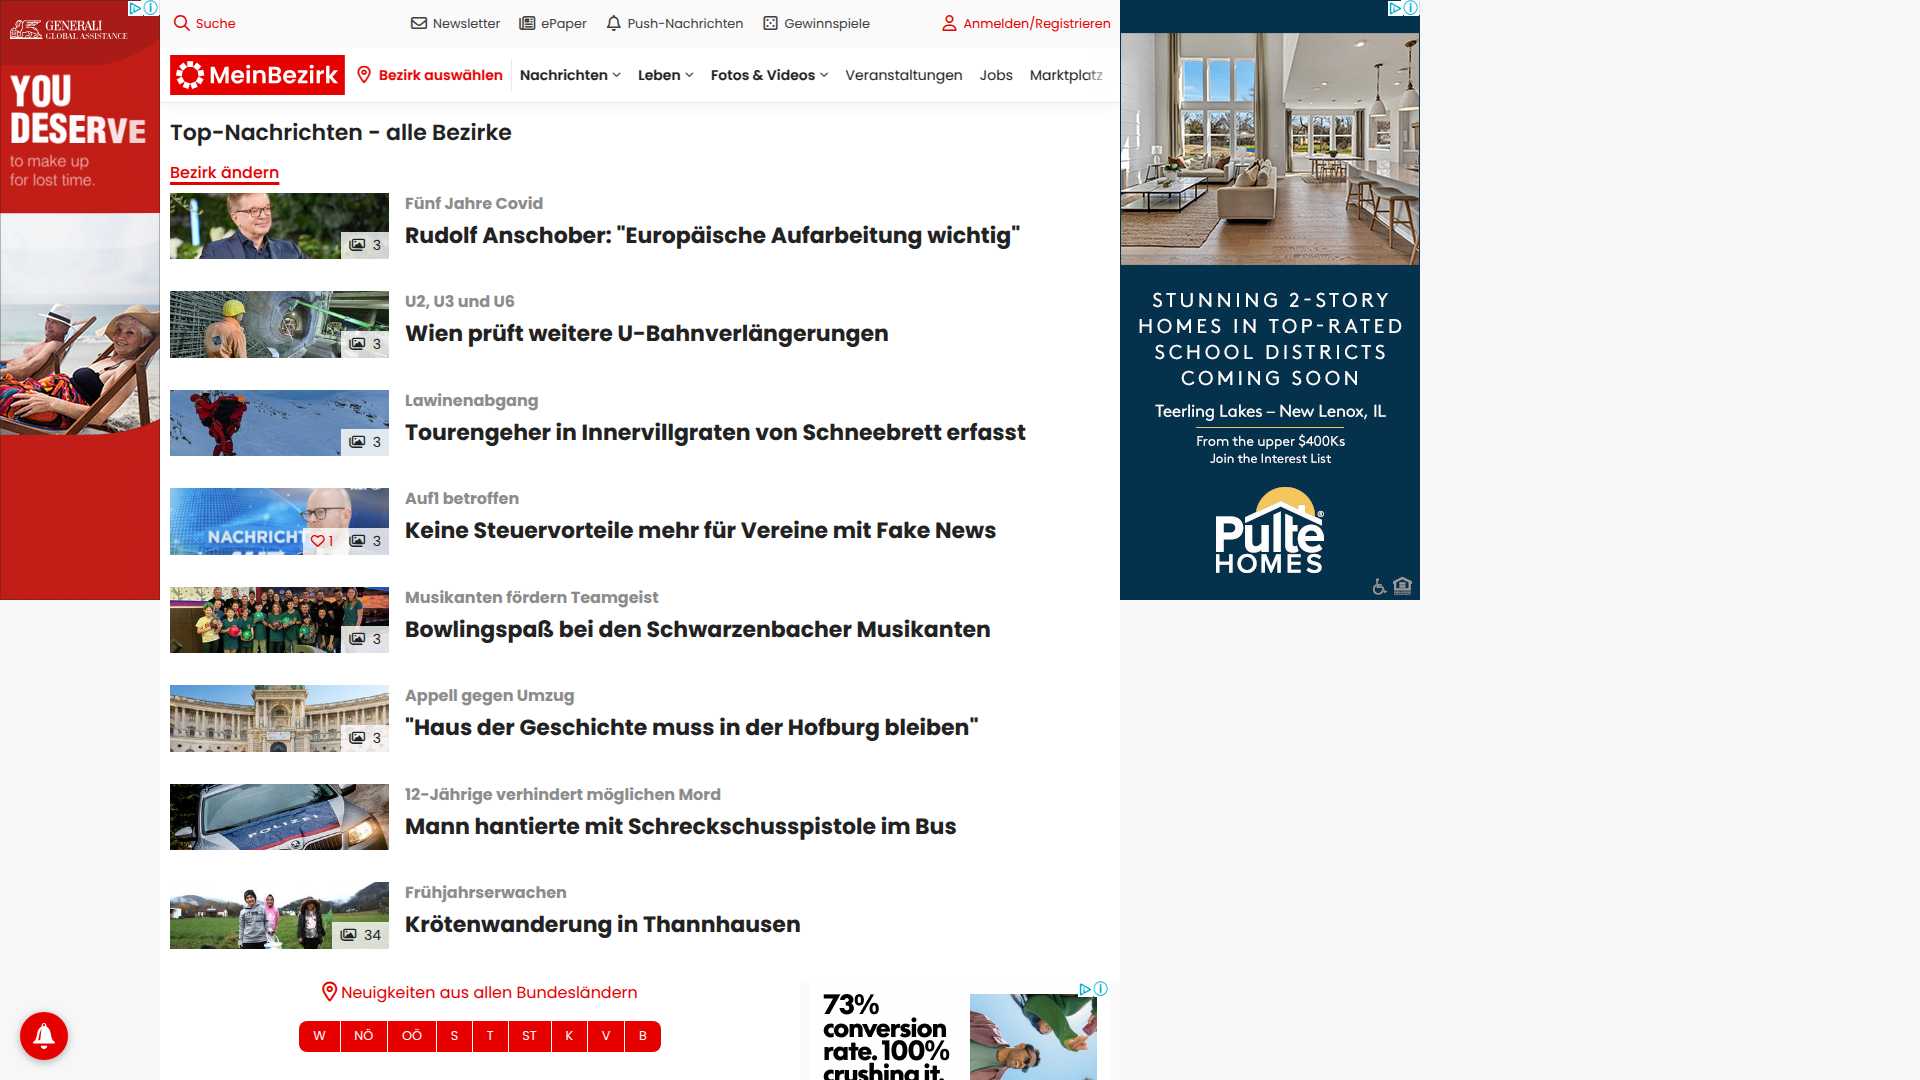 GENERALI
GLOBAL ASSISTANCE
YOU
DESERVE
to make up
for lost time.
Suche
Newsletter
ePaper
Push-Nachrichten
Gewinnspiele
Anmelden/Registrieren
MeinBezirk
Bezirk auswählen
Nachrichten
Leben
Fotos & Videos
Veranstaltungen
Jobs
Marktplatz
Top-Nachrichten - alle Bezirke
Bezirk ändern
3
Fünf Jahre Covid
Rudolf Anschober: "Europäische Aufarbeitung wichtig"
3
U2, U3 und U6
Wien prüft weitere U-Bahnverlängerungen
3
Lawinenabgang
Tourengeher in Innervillgraten von Schneebrett erfasst
NACHRICHT
1
3
Auf1 betroffen
Keine Steuervorteile mehr für Vereine mit Fake News
3
Musikanten fördern Teamgeist
Bowlingspaß bei den Schwarzenbacher Musikanten
3
Appell gegen Umzug
"Haus der Geschichte muss in der Hofburg bleiben"
POLIZEI
12-Jährige verhindert möglichen Mord
Mann hantierte mit Schreckschusspistole im Bus
34
Frühjahrserwachen
Krötenwanderung in Thannhausen
Neuigkeiten aus allen Bundesländern
W NÖ OÖ S T ST K V B
73%
conversion
rate. 100%
crushing it.
STUNNING 2-STORY
HOMES IN TOP-RATED
SCHOOL DISTRICTS
COMING SOON
Teerling Lakes – New Lenox, IL
From the upper $400Ks
Join the Interest List
Pulte®
HOMES